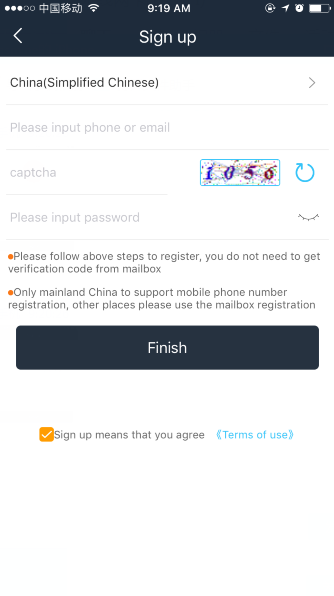 中国移动 9:19 AM
Sign up
China(Simplified Chinese)
Please input phone or email
captcha 1056
Please input password
Please follow above steps to register, you do not need to get
verification code from mailbox
Only mainland China to support mobile phone number
registration, other places please use the mailbox registration
Finish
Sign up means that you agree 《Terms of use》